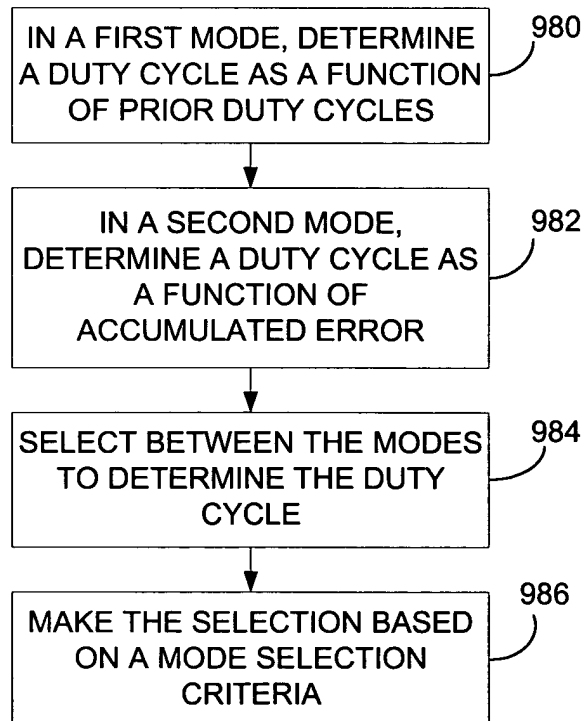 IN A FIRST MODE, DETERMINE
A DUTY CYCLE AS A FUNCTION
OF PRIOR DUTY CYCLES
980
IN A SECOND MODE,
DETERMINE A DUTY CYCLE AS
A FUNCTION OF
ACCUMULATED ERROR
982
SELECT BETWEEN THE MODES
TO DETERMINE THE DUTY
CYCLE
984
MAKE THE SELECTION BASED
ON A MODE SELECTION
CRITERIA
986